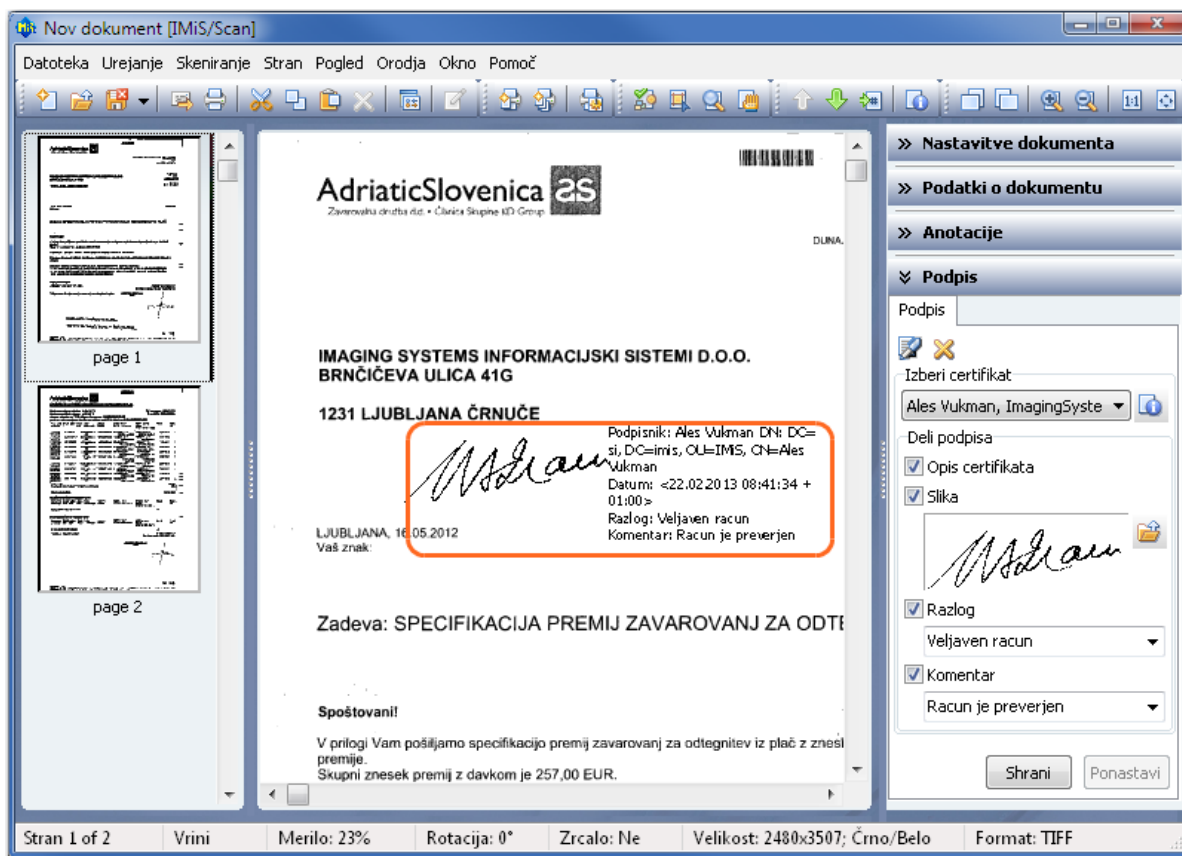 Nov dokument [IMiS/Scan]
Datoteka Urejanje Skeniranje Stran Pogled Orodja Okno Pomoč
page 1
page 2
AdriaticSlovenica
Zavarovalna družba d.d. • Članica Skupine KD Group
DUNA.
IMAGING SYSTEMS INFORMACIJSKI SISTEMI D.O.O.
BRNČIČEVA ULICA 41G
1231 LJUBLJANA ČRNUČE
Podpisnik: Ales Vukman DN: DC=
si, DC=imis, OU=IMiS, CN=Ales
Vukman
Datum: <22.02.2013 08:41:34 +
01:00>
Razlog: Veljaven racun
Komentar: Racun je preverjen
LJUBLJANA, 16.05.2012
Vaš znak:
Zadeva: SPECIFIKACIJA PREMIJ ZAVAROVANJ ZA ODTE
Spoštovani!
V prilogi Vam pošiljamo specifikacijo premij zavarovanj za odtegnitev iz plač z znesk
premije.
Skupni znesek premij z davkom je 257,00 EUR.
Nastavitve dokumenta
Podatki o dokumentu
Anotacije
Podpis
Podpis
Izberi certifikat
Ales Vukman, ImagingSyste
Deli podpisa
Opis certifikata
Slika
Razlog
Veljaven racun
Komentar
Racun je preverjen
Shrani Ponastavi
Stran 1 of 2 Vrini Merilo: 23% Rotacija: 0° Zrcalo: Ne Velikost: 2480x3507; Črno/Belo Format: TIFF